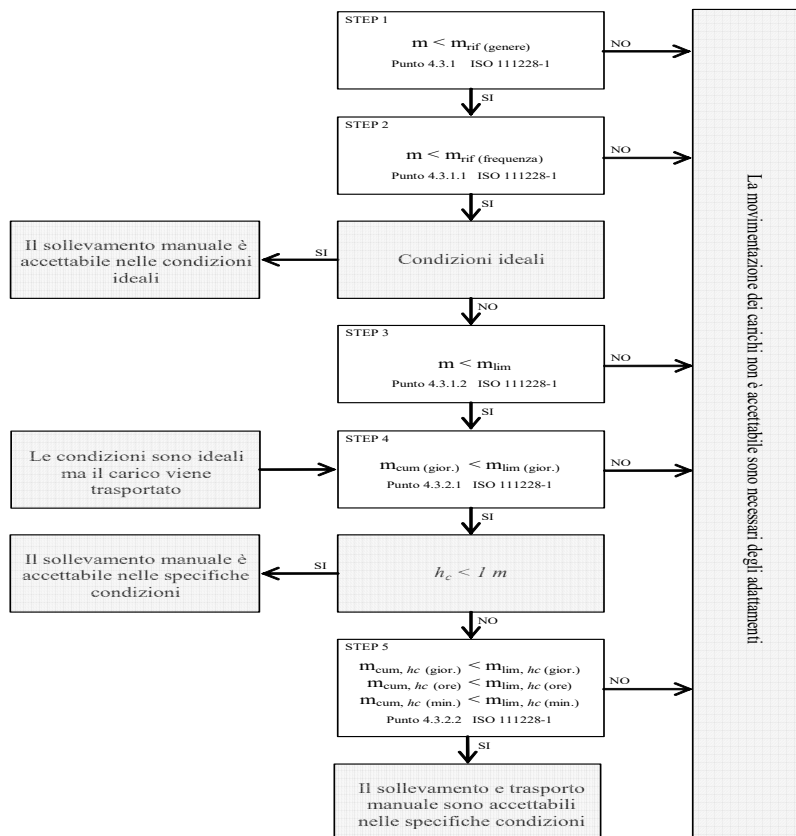 STEP 1
m < mrif (genere)
Punto 4.3.1 ISO 111228-1
NO
SI
STEP 2
m < mrif (frequenza)
Punto 4.3.1.1 ISO 111228-1
NO
SI
Il sollevamento manuale è
accettabile nelle condizioni
ideali
SI
Condizioni ideali
NO
STEP 3
m < mlim
Punto 4.3.1.2 ISO 111228-1
NO
SI
Le condizioni sono ideali
ma il carico viene
trasportato
STEP 4
mcum (gior.) < mlim (gior.)
Punto 4.3.2.1 ISO 111228-1
NO
SI
Il sollevamento manuale è
accettabile nelle specifiche
condizioni
SI
hc < 1 m
NO
STEP 5
mcum, hc (gior.) < mlim, hc (gior.)
mcum, hc (ore) < mlim, hc (ore)
mcum, hc (min.) < mlim, hc (min.)
Punto 4.3.2.2 ISO 111228-1
NO
SI
Il sollevamento e trasporto
manuale sono accettabili
nelle specifiche condizioni
La movimentazione dei carichi non è accettabile sono necessari degli adattamenti